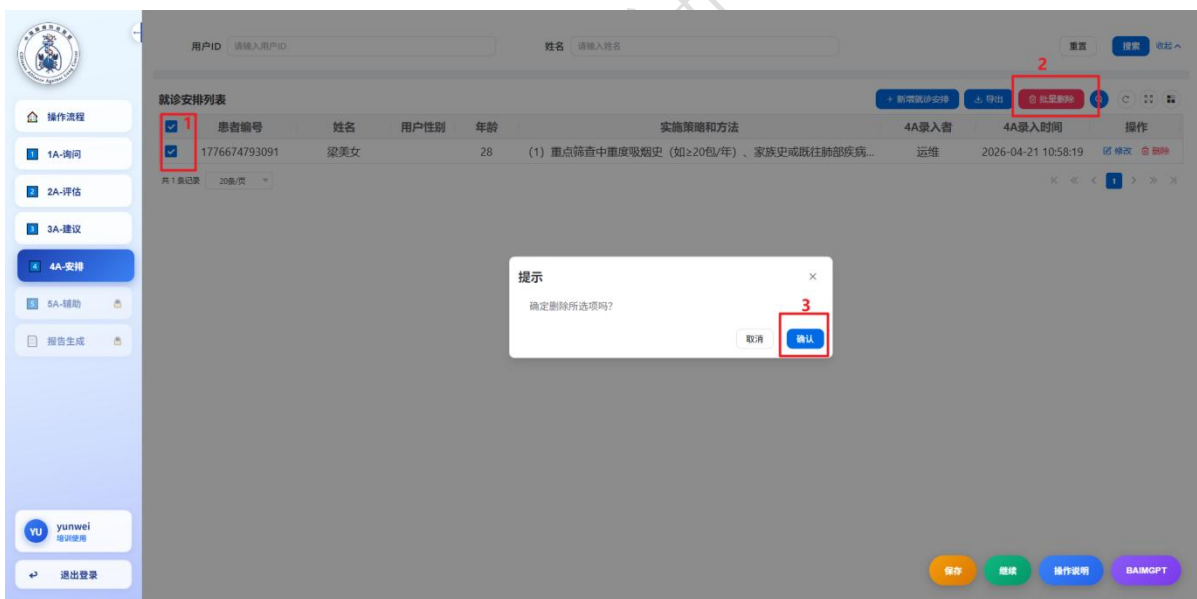 用户ID 请输入用户ID 姓名 请输入姓名 重置 搜索 收起
2
就诊安排列表 + 新增就诊安排 导出 批量删除
1 患者编号 姓名 用户性别 年龄 实施策略和方法 4A录入者 4A录入时间 操作
1776674793091 梁美女 28 (1) 重点筛查中重度吸烟史（如≥20包/年）、家族史或既往肺部疾病... 运维 2026-04-21 10:58:19 修改 删除
共 1 条记录 20条/页 1
操作流程
1 1A-询问
2 2A-评估
3 3A-建议
4 4A-安排
5 5A-辅助
报告生成
提示
确定删除所选项吗?
3
取消 确认
YU yunwei
培训使用
退出登录
保存 继续 操作说明 BAIMGPT